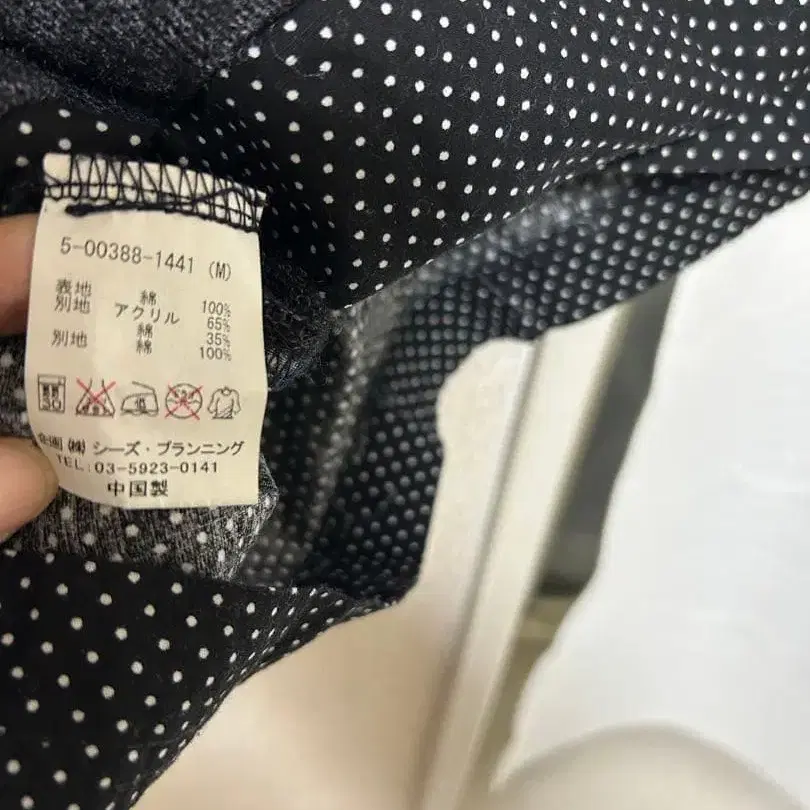 5-00388-1441 (M)
表地 綿 100%
別地 アクリル 65%
綿 35%
別地 綿 100%
企画 ㈱ シーズ・プランニング
TEL:03-5923-0141
中国製